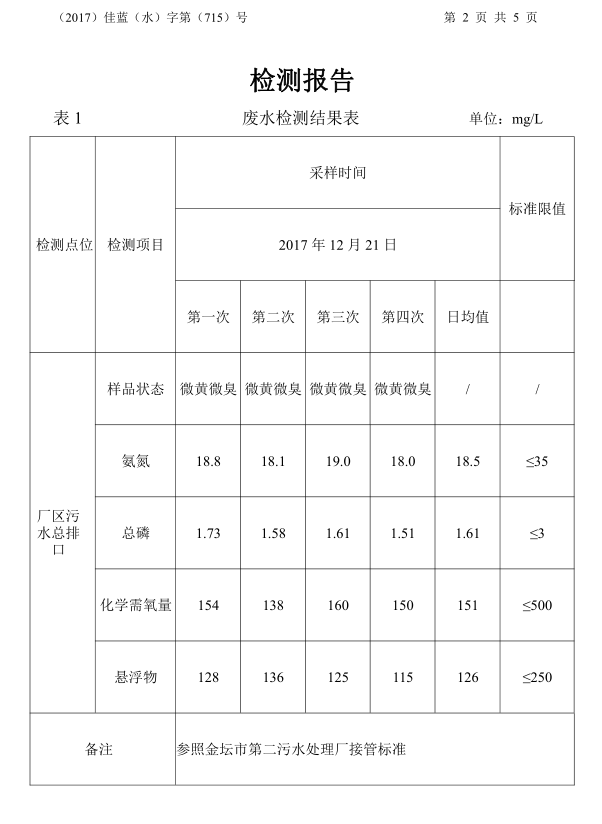 （2017）佳蓝（水）字第（715）号 第 2 页 共 5 页
检测报告
表 1 废水检测结果表 单位：mg/L
检测点位 检测项目 采样时间 标准限值
2017 年 12 月 21 日
第一次 第二次 第三次 第四次 日均值
厂区污
水总排
口
样品状态 微黄微臭 微黄微臭 微黄微臭 微黄微臭 / /
氨氮 18.8 18.1 19.0 18.0 18.5 ≤35
总磷 1.73 1.58 1.61 1.51 1.61 ≤3
化学需氧量 154 138 160 150 151 ≤500
悬浮物 128 136 125 115 126 ≤250
备注 参照金坛市第二污水处理厂接管标准